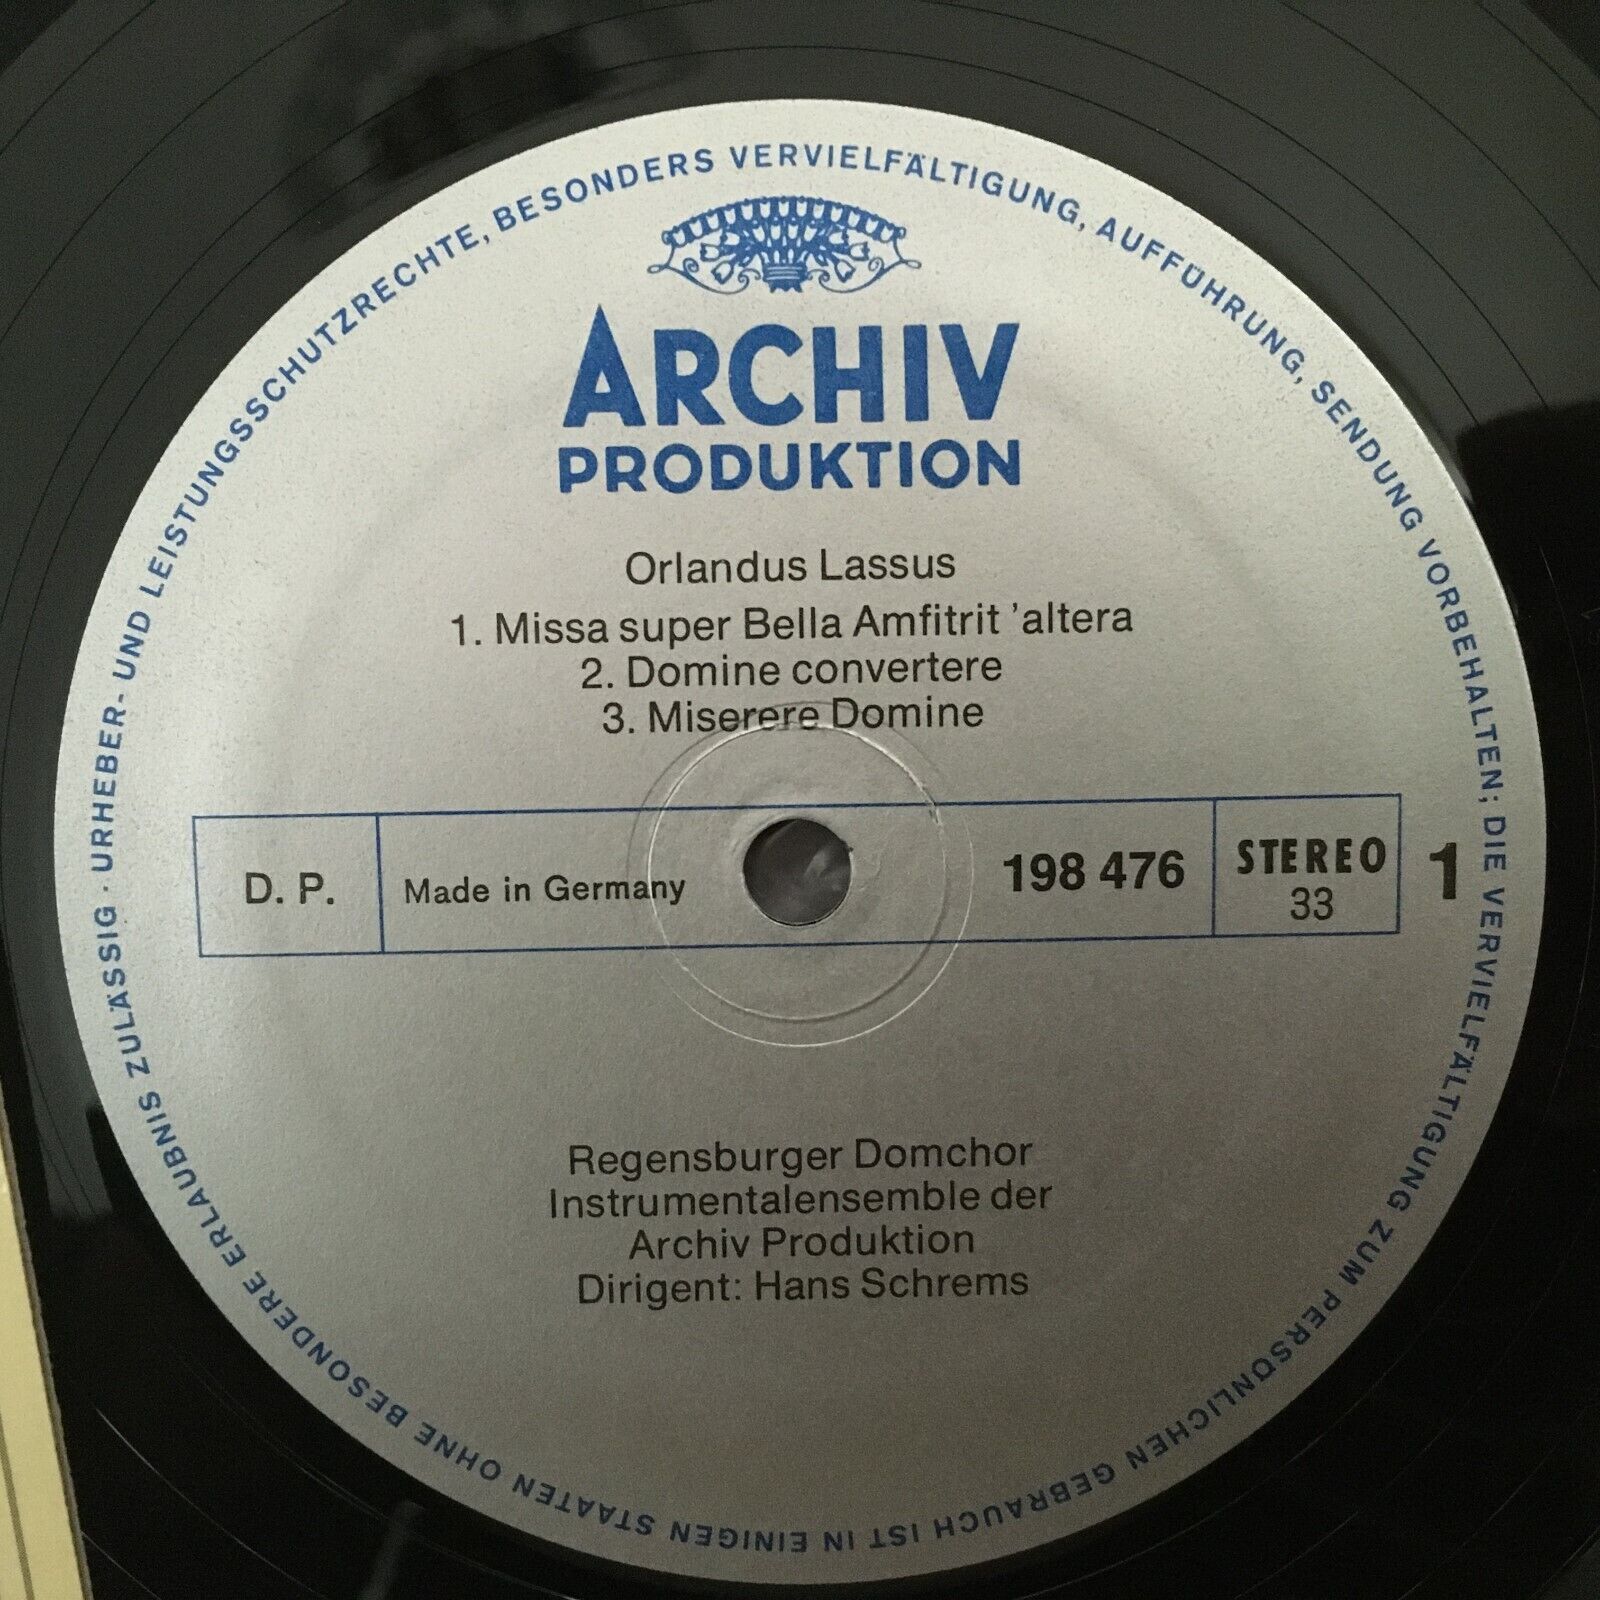 URHEBER- UND LEISTUNGSSCHUTZRECHTE, BESONDERS VERVIELFÄLTIGUNG, AUFFÜHRUNG, SENDUNG VORBEHALTEN; DIE VERVIELFÄLTIGUNG ZUM PERSÖNLICHEN GEBRAUCH IST IN EINIGEN STAATEN OHNE BESONDERE ERLAUBNIS ZULÄSSIG ·
ARCHIV
PRODUKTION
Orlandus Lassus
1. Missa super Bella Amfitrit 'altera
2. Domine convertere
3. Miserere Domine
D. P. Made in Germany 198 476 STEREO 1
33
Regensburger Domchor
Instrumentalensemble der
Archiv Produktion
Dirigent: Hans Schrems